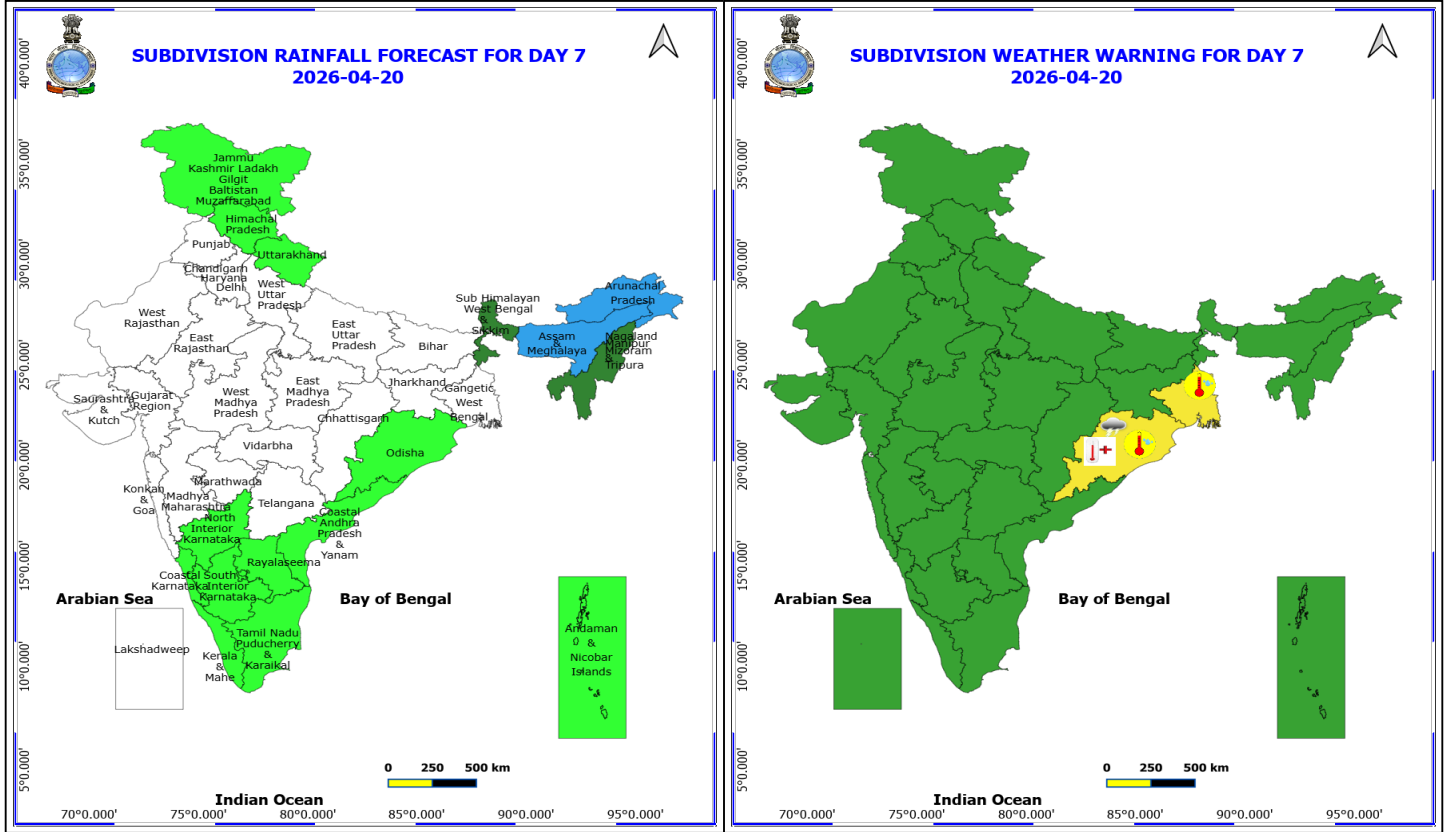 SUBDIVISION RAINFALL FORECAST FOR DAY 7
2026-04-20
40°0.000'
35°0.000'
30°0.000'
25°0.000'
20°0.000'
15°0.000'
10°0.000'
5°0.000'
Jammu
Kashmir Ladakh
Gilgit
Baltistan
Muzaffarabad
Himachal
Pradesh
Punjab
Uttarakhand
Chandigarh
Haryana
Delhi
West
Uttar
Pradesh
West
Rajasthan
East
Rajasthan
East
Uttar
Pradesh
Bihar
Sub Himalayan
West Bengal
&
Sikkim
Arunachal
Pradesh
Assam
&
Meghalaya
Nagaland
Manipur
Mizoram
&
Tripura
Saurashtra
&
Kutch
Gujarat
Region
West
Madhya
Pradesh
East
Madhya
Pradesh
Jharkhand
Gangetic
West
Bengal
Chhattisgarh
Odisha
Vidarbha
Marathwada
Konkan
&
Goa
Madhya
Maharashtra
Telangana
North
Interior
Karnataka
Coastal
Andhra
Pradesh
&
Yanam
Rayalaseema
Coastal
Karnataka
South
Interior
Karnataka
Tamil Nadu
Puducherry
&
Karaikal
Kerala
&
Mahe
Lakshadweep
Andaman
&
Nicobar
Islands
Arabian Sea
Bay of Bengal
Indian Ocean
0 250 500 km
70°0.000' 75°0.000' 80°0.000' 85°0.000' 90°0.000' 95°0.000'
SUBDIVISION WEATHER WARNING FOR DAY 7
2026-04-20
40°0.000'
35°0.000'
30°0.000'
25°0.000'
20°0.000'
15°0.000'
10°0.000'
5°0.000'
Arabian Sea
Bay of Bengal
Indian Ocean
0 250 500 km
70°0.000' 75°0.000' 80°0.000' 85°0.000' 90°0.000' 95°0.000'